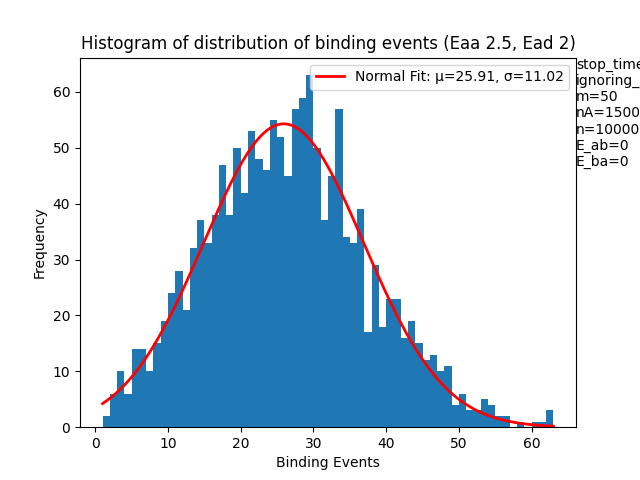 Histogram of distribution of binding events (Eaa 2.5, Ead 2)
Normal Fit: μ=25.91, σ=11.02
stop_time
ignoring_
m=50
nA=1500
n=10000
E_ab=0
E_ba=0
Frequency
60
50
40
30
20
10
0
0 10 20 30 40 50 60
Binding Events